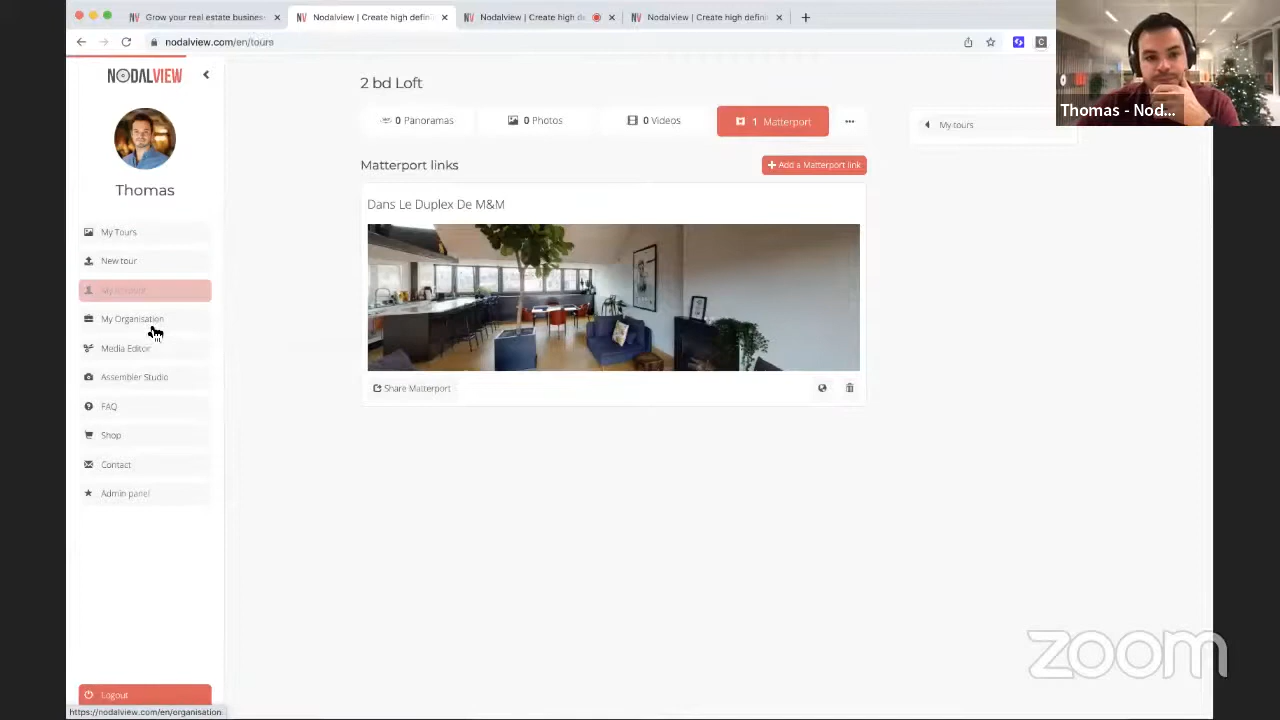 Grow your real estate busines
Nodalview | Create high defini
Nodalview | Create high de
Nodalview | Create high defini
nodalview.com/en/tours
NODALVIEW
Thomas
My Tours
New tour
My Account
My Organisation
Media Editor
Assembler Studio
FAQ
Shop
Contact
Admin panel
Logout
https://nodalview.com/en/organisation
2 bd Loft
0 Panoramas
0 Photos
0 Videos
1 Matterport
...
My tours
Matterport links
+ Add a Matterport link
Dans Le Duplex De M&M
Share Matterport
Thomas - Nod...
zoom